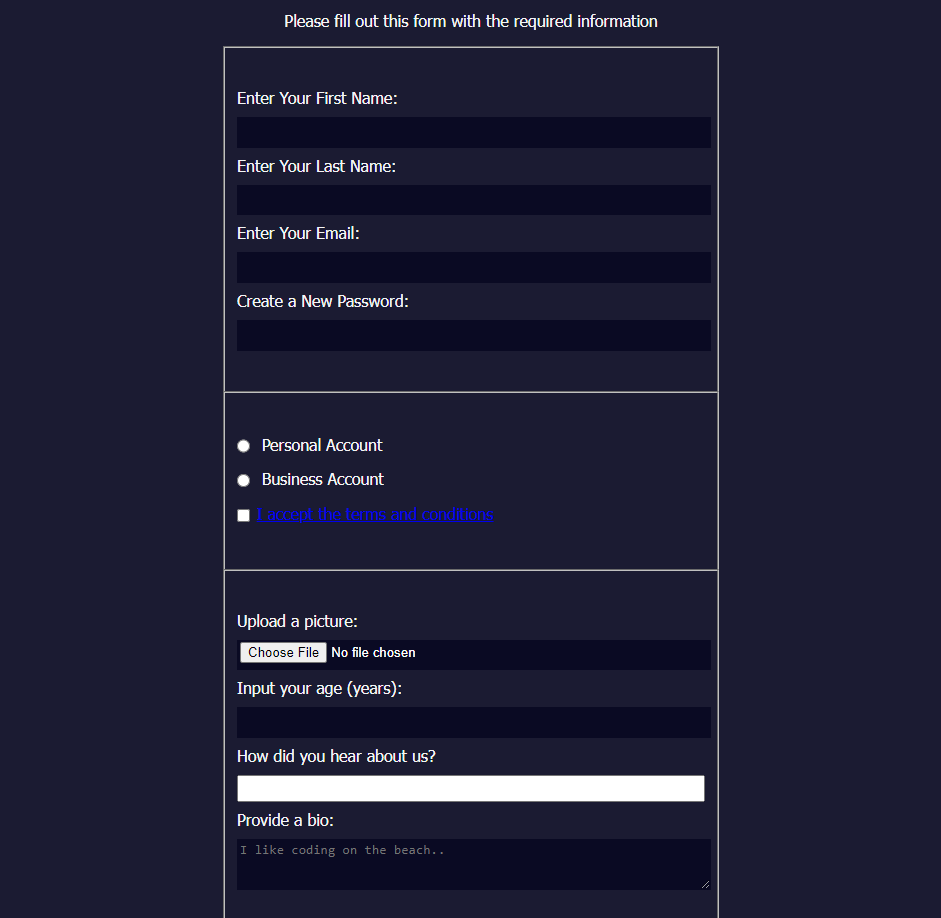 Please fill out this form with the required information
Enter Your First Name:
Enter Your Last Name:
Enter Your Email:
Create a New Password:
Personal Account
Business Account
I accept the terms and conditions
Upload a picture:
Choose File No file chosen
Input your age (years):
How did you hear about us?
Provide a bio:
I like coding on the beach..